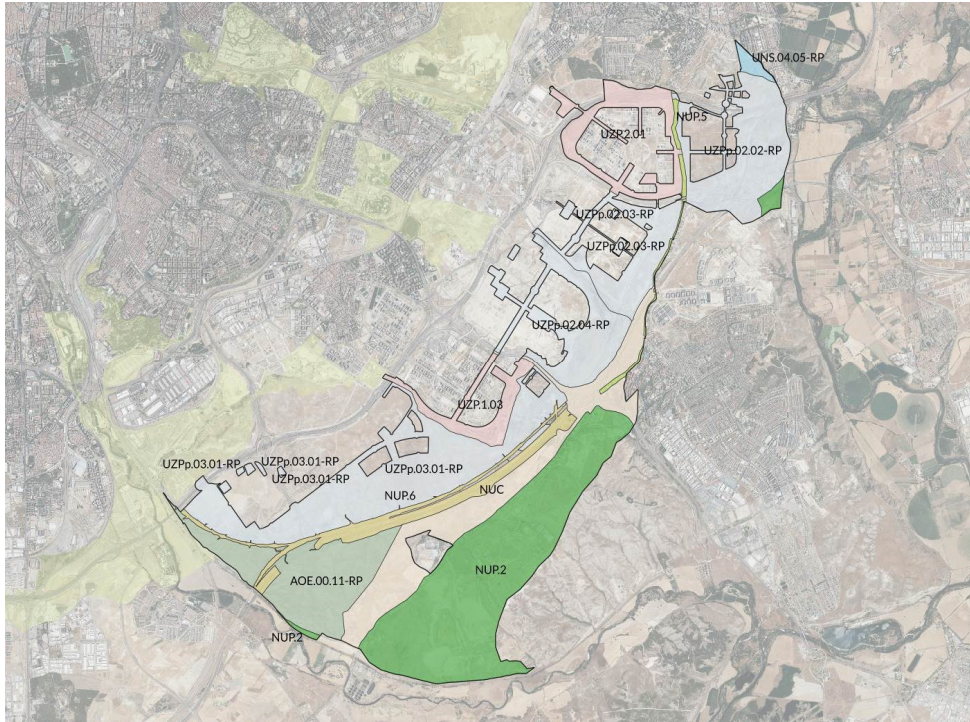 UNS.04.05-RP
NUP.5
UZP.2.01
UZPp.02.02-RP
UZPp.02.03-RP
UZPp.02.03-RP
UZPp.02.04-RP
UZP.1.03
UZPp.03.01-RP
UZPp.03.01-RP
UZPp.03.01-RP
UZPp.03.01-RP
NUP.6
NUC
NUP.2
AOE.00.11-RP
NUP.2